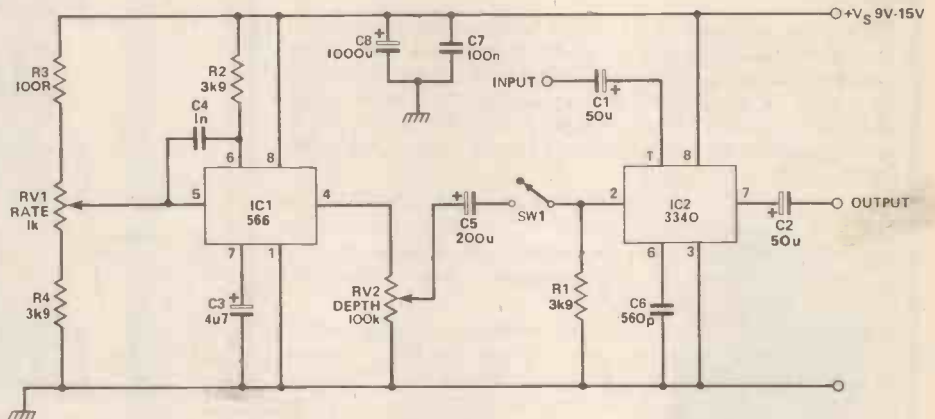 +VS 9V-15V
R3
100R
R2
3k9
C8
1000u
+
C7
100n
INPUT
C1
50u
+
C4
1n
6
8
1
8
RV1
RATE
1k
5
IC1
566
4
+
C5
200u
SW1
2
IC2
3340
7
+
C2
50u
OUTPUT
7
1
6
3
R4
3k9
+
C3
4u7
RV2
DEPTH
100k
R1
3k9
C6
560p